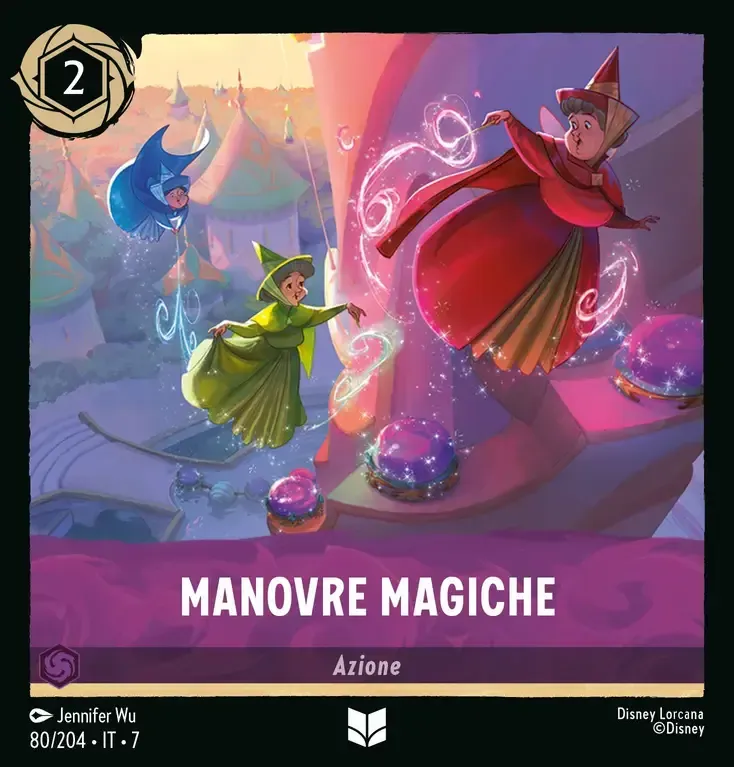 2
MANOVRE MAGICHE
Azione
Jennifer Wu
80/204 • IT • 7
Disney Lorcana
©Disney